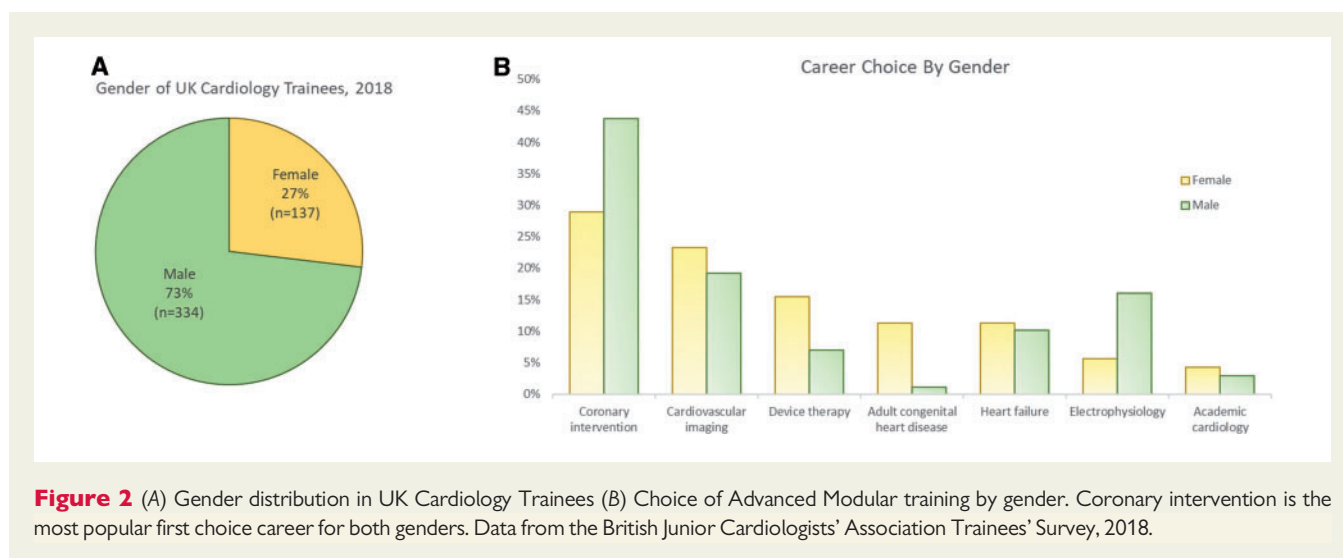 A
Gender of UK Cardiology Trainees, 2018
Female
27%
(n=137)
Male
73%
(n=334)
B
Career Choice By Gender
50%
45%
40%
35%
30%
25%
20%
15%
10%
5%
0%
Female
Male
Coronary
intervention
Cardiovascular
imaging
Device therapy
Adult congenital
heart disease
Heart failure
Electrophysiology
Academic
cardiology
Figure 2 (A) Gender distribution in UK Cardiology Trainees (B) Choice of Advanced Modular training by gender. Coronary intervention is the
most popular first choice career for both genders. Data from the British Junior Cardiologists' Association Trainees' Survey, 2018.